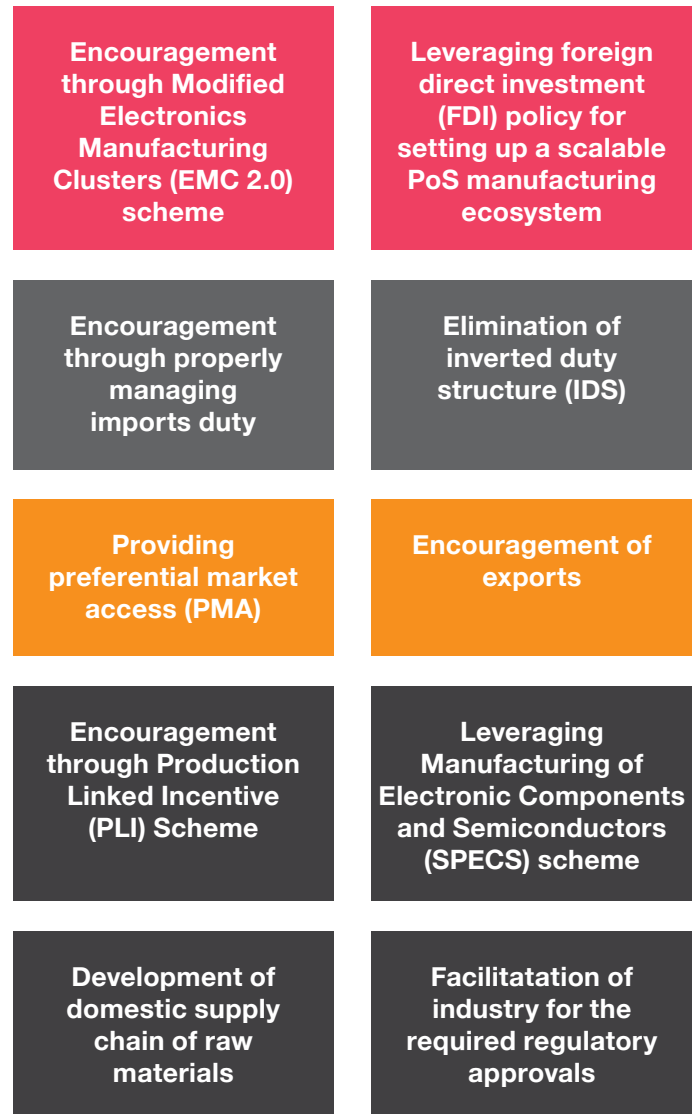 Encouragement
through Modified
Electronics
Manufacturing
Clusters (EMC 2.0)
scheme
Leveraging foreign
direct investment
(FDI) policy for
setting up a scalable
PoS manufacturing
ecosystem
Encouragement
through properly
managing
imports duty
Elimination of
inverted duty
structure (IDS)
Providing
preferential market
access (PMA)
Encouragement of
exports
Encouragement
through Production
Linked Incentive
(PLI) Scheme
Leveraging
Manufacturing of
Electronic Components
and Semiconductors
(SPECS) scheme
Development of
domestic supply
chain of raw
materials
Facilitatation of
industry for the
required regulatory
approvals